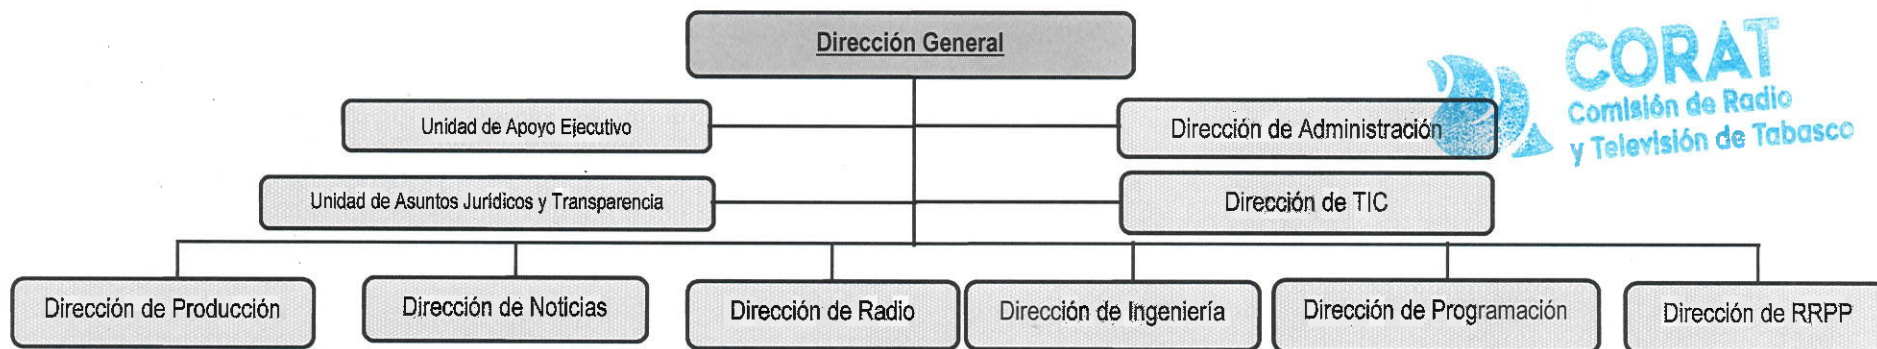 Dirección General
CORAT
Comisión de Radio
y Televisión de Tabasco
Unidad de Apoyo Ejecutivo
Dirección de Administración
Unidad de Asuntos Jurídicos y Transparencia
Dirección de TIC
Dirección de Producción
Dirección de Noticias
Dirección de Radio
Dirección de Ingeniería
Dirección de Programación
Dirección de RRPP